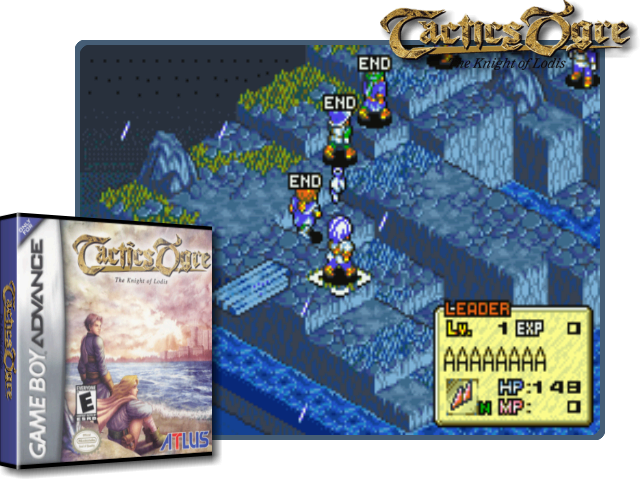 Tactics Ogre
The Knight of Lodis
END
END
END
LEADER
Lv. 1 EXP 0
AAAAAAAA
HP:148
N MP: 0
GAME BOY ADVANCE
Tactics Ogre
Tactics Ogre
The Knight of Lodis
EVERYONE
E
ATLUS